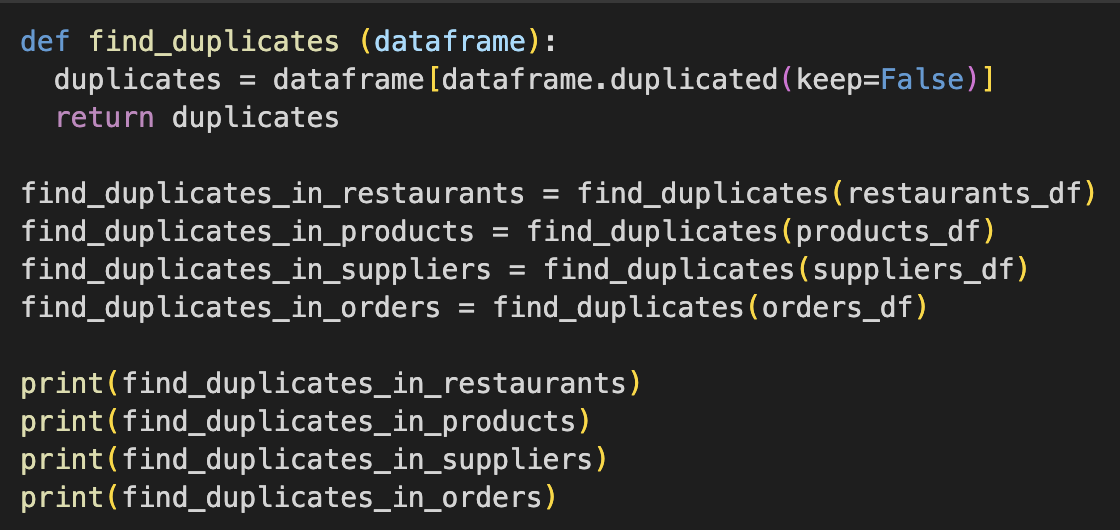 def find_duplicates (dataframe):
  duplicates = dataframe[dataframe.duplicated(keep=False)]
  return duplicates

find_duplicates_in_restaurants = find_duplicates(restaurants_df)
find_duplicates_in_products = find_duplicates(products_df)
find_duplicates_in_suppliers = find_duplicates(suppliers_df)
find_duplicates_in_orders = find_duplicates(orders_df)

print(find_duplicates_in_restaurants)
print(find_duplicates_in_products)
print(find_duplicates_in_suppliers)
print(find_duplicates_in_orders)